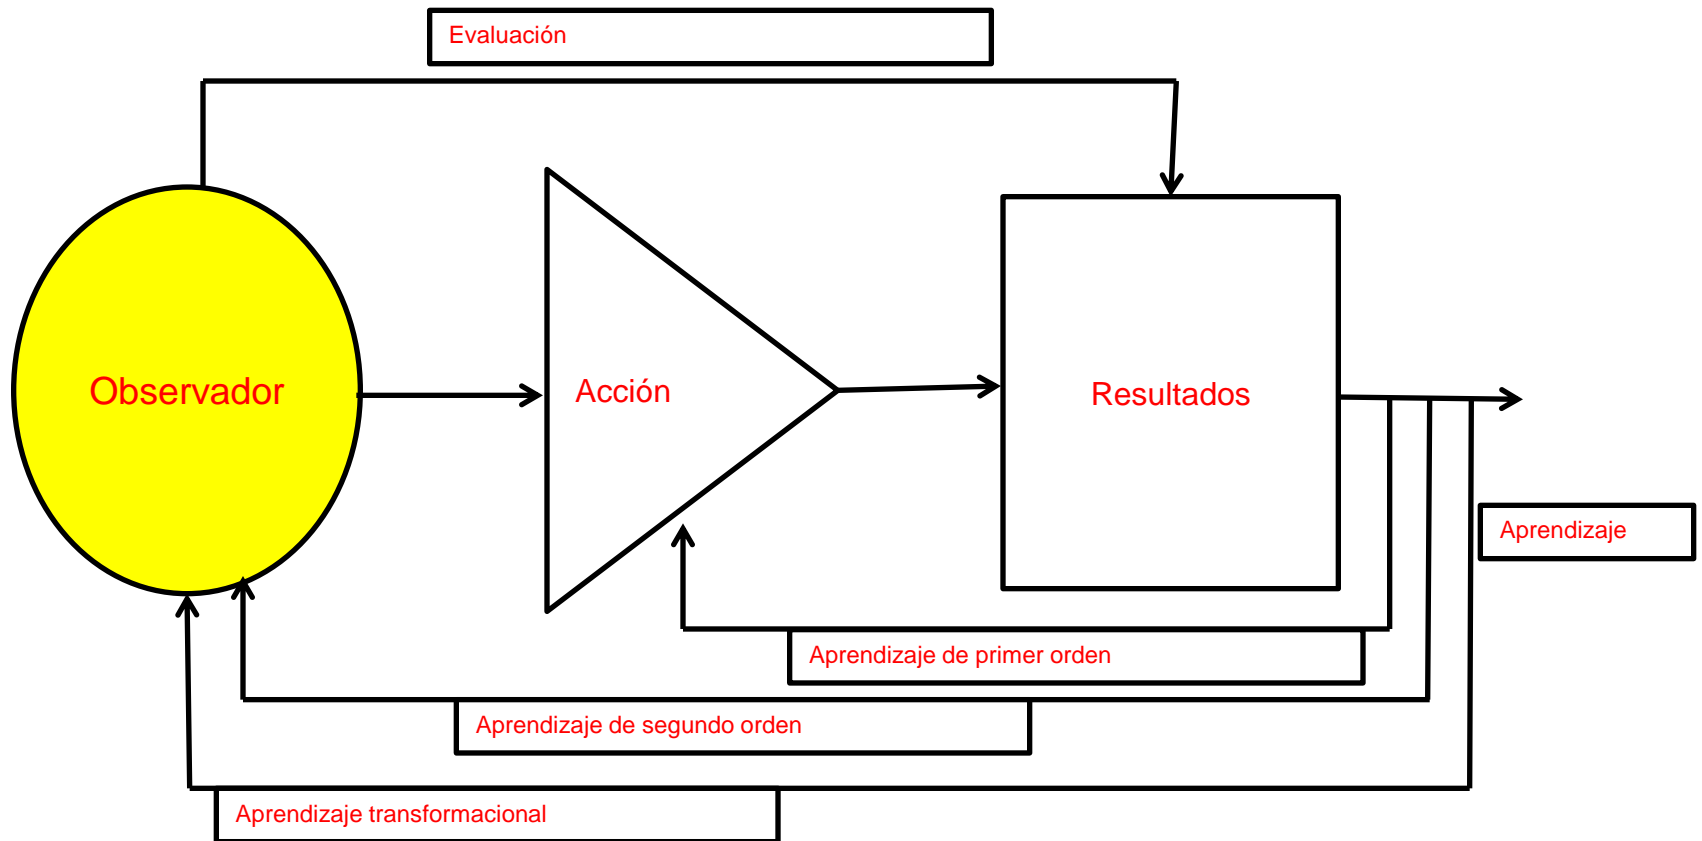 Evaluación
Observador
Acción
Resultados
Aprendizaje
Aprendizaje de primer orden
Aprendizaje de segundo orden
Aprendizaje transformacional